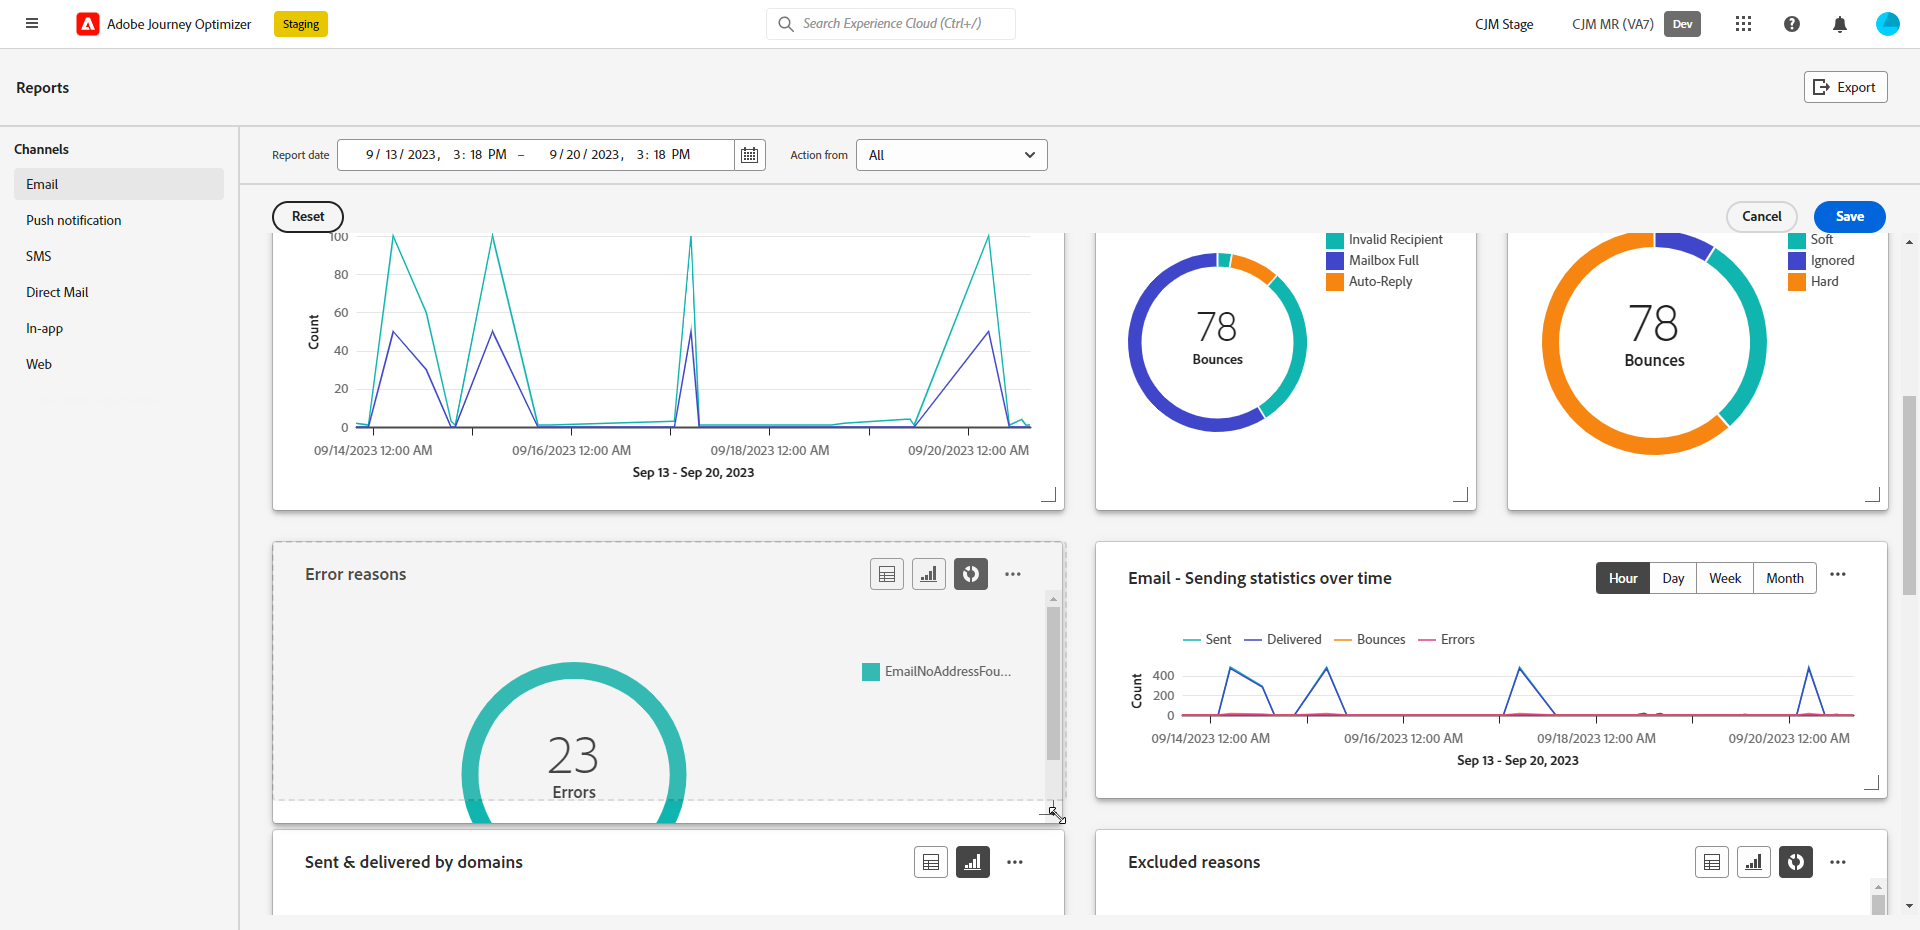 Adobe Journey Optimizer
Staging
Search Experience Cloud (Ctrl+/)
CJM Stage
CJM MR (VA7)
Dev
Reports
Export
Channels
Email
Push notification
SMS
Direct Mail
In-app
Web
Report date
9/ 13/ 2023, 3: 18 PM – 9/ 20/ 2023, 3: 18 PM
Action from
All
Reset
Cancel
Save
100
80
60
40
20
0
Count
09/14/2023 12:00 AM
09/16/2023 12:00 AM
09/18/2023 12:00 AM
09/20/2023 12:00 AM
Sep 13 - Sep 20, 2023
78
Bounces
Invalid Recipient
Mailbox Full
Auto-Reply
78
Bounces
Soft
Ignored
Hard
Error reasons
EmailNoAddressFou...
23
Errors
Email - Sending statistics over time
Hour
Day
Week
Month
Sent
Delivered
Bounces
Errors
Count
400
200
0
09/14/2023 12:00 AM
09/16/2023 12:00 AM
09/18/2023 12:00 AM
09/20/2023 12:00 AM
Sep 13 - Sep 20, 2023
Sent & delivered by domains
Excluded reasons